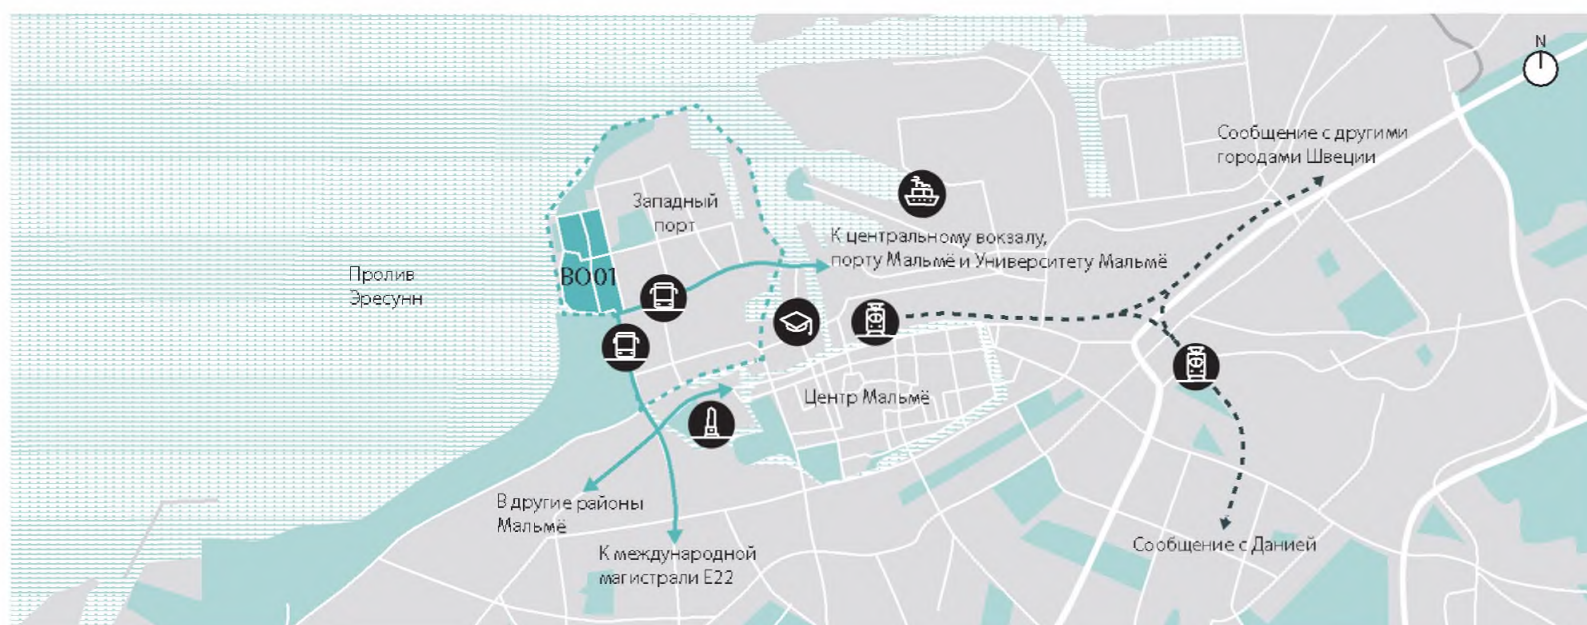 N
Сообщение с другими
городами Швеции
Западный
порт
К центральному вокзалу,
порту Мальмё и Университету Мальмё
Пролив
Эресунн
BO01
Центр Мальмё
В другие районы
Мальмё
К международной
магистрали E22
Сообщение с Данией